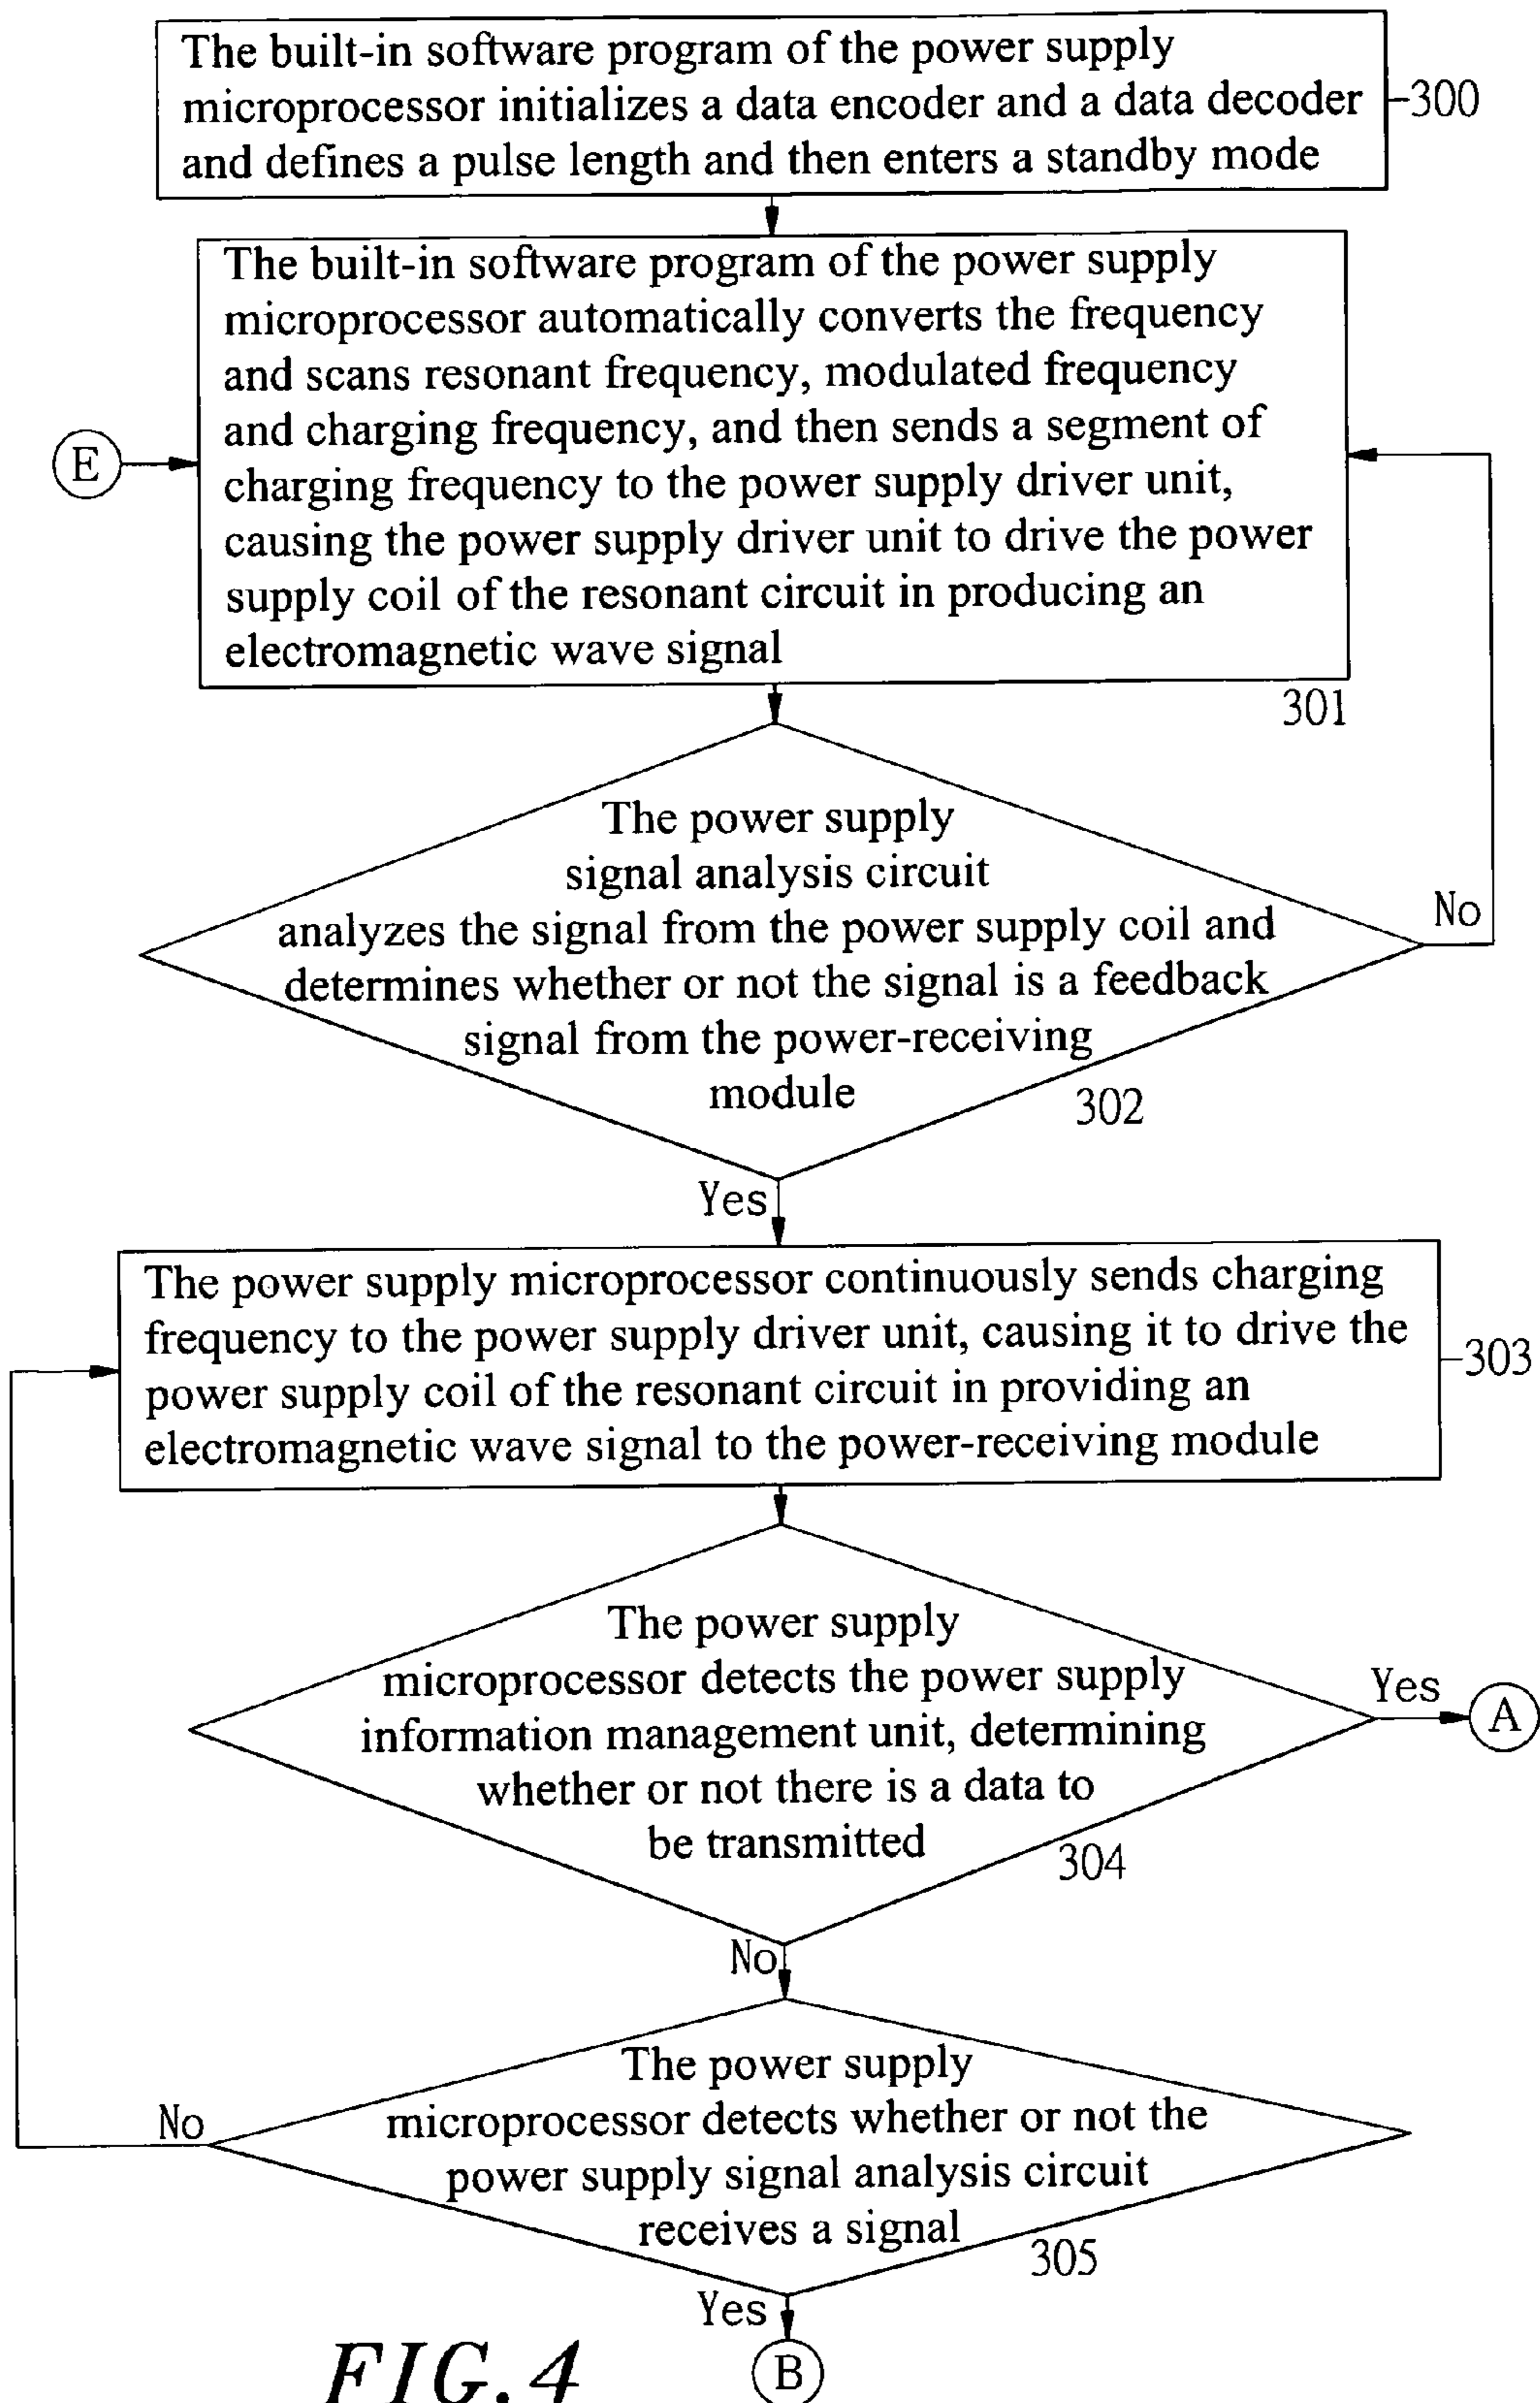 The built-in software program of the power supply
microprocessor initializes a data encoder and a data decoder
and defines a pulse length and then enters a standby mode
300
The built-in software program of the power supply
microprocessor automatically converts the frequency
and scans resonant frequency, modulated frequency
and charging frequency, and then sends a segment of
charging frequency to the power supply driver unit,
causing the power supply driver unit to drive the power
supply coil of the resonant circuit in producing an
electromagnetic wave signal
E
301
The power supply
signal analysis circuit
analyzes the signal from the power supply coil and
determines whether or not the signal is a feedback
signal from the power-receiving
module
302
No
Yes
The power supply microprocessor continuously sends charging
frequency to the power supply driver unit, causing it to drive the
power supply coil of the resonant circuit in providing an
electromagnetic wave signal to the power-receiving module
303
The power supply
microprocessor detects the power supply
information management unit, determining
whether or not there is a data to
be transmitted
304
Yes
A
No
The power supply
microprocessor detects whether or not the
power supply signal analysis circuit
receives a signal
305
No
Yes
B
FIG.4